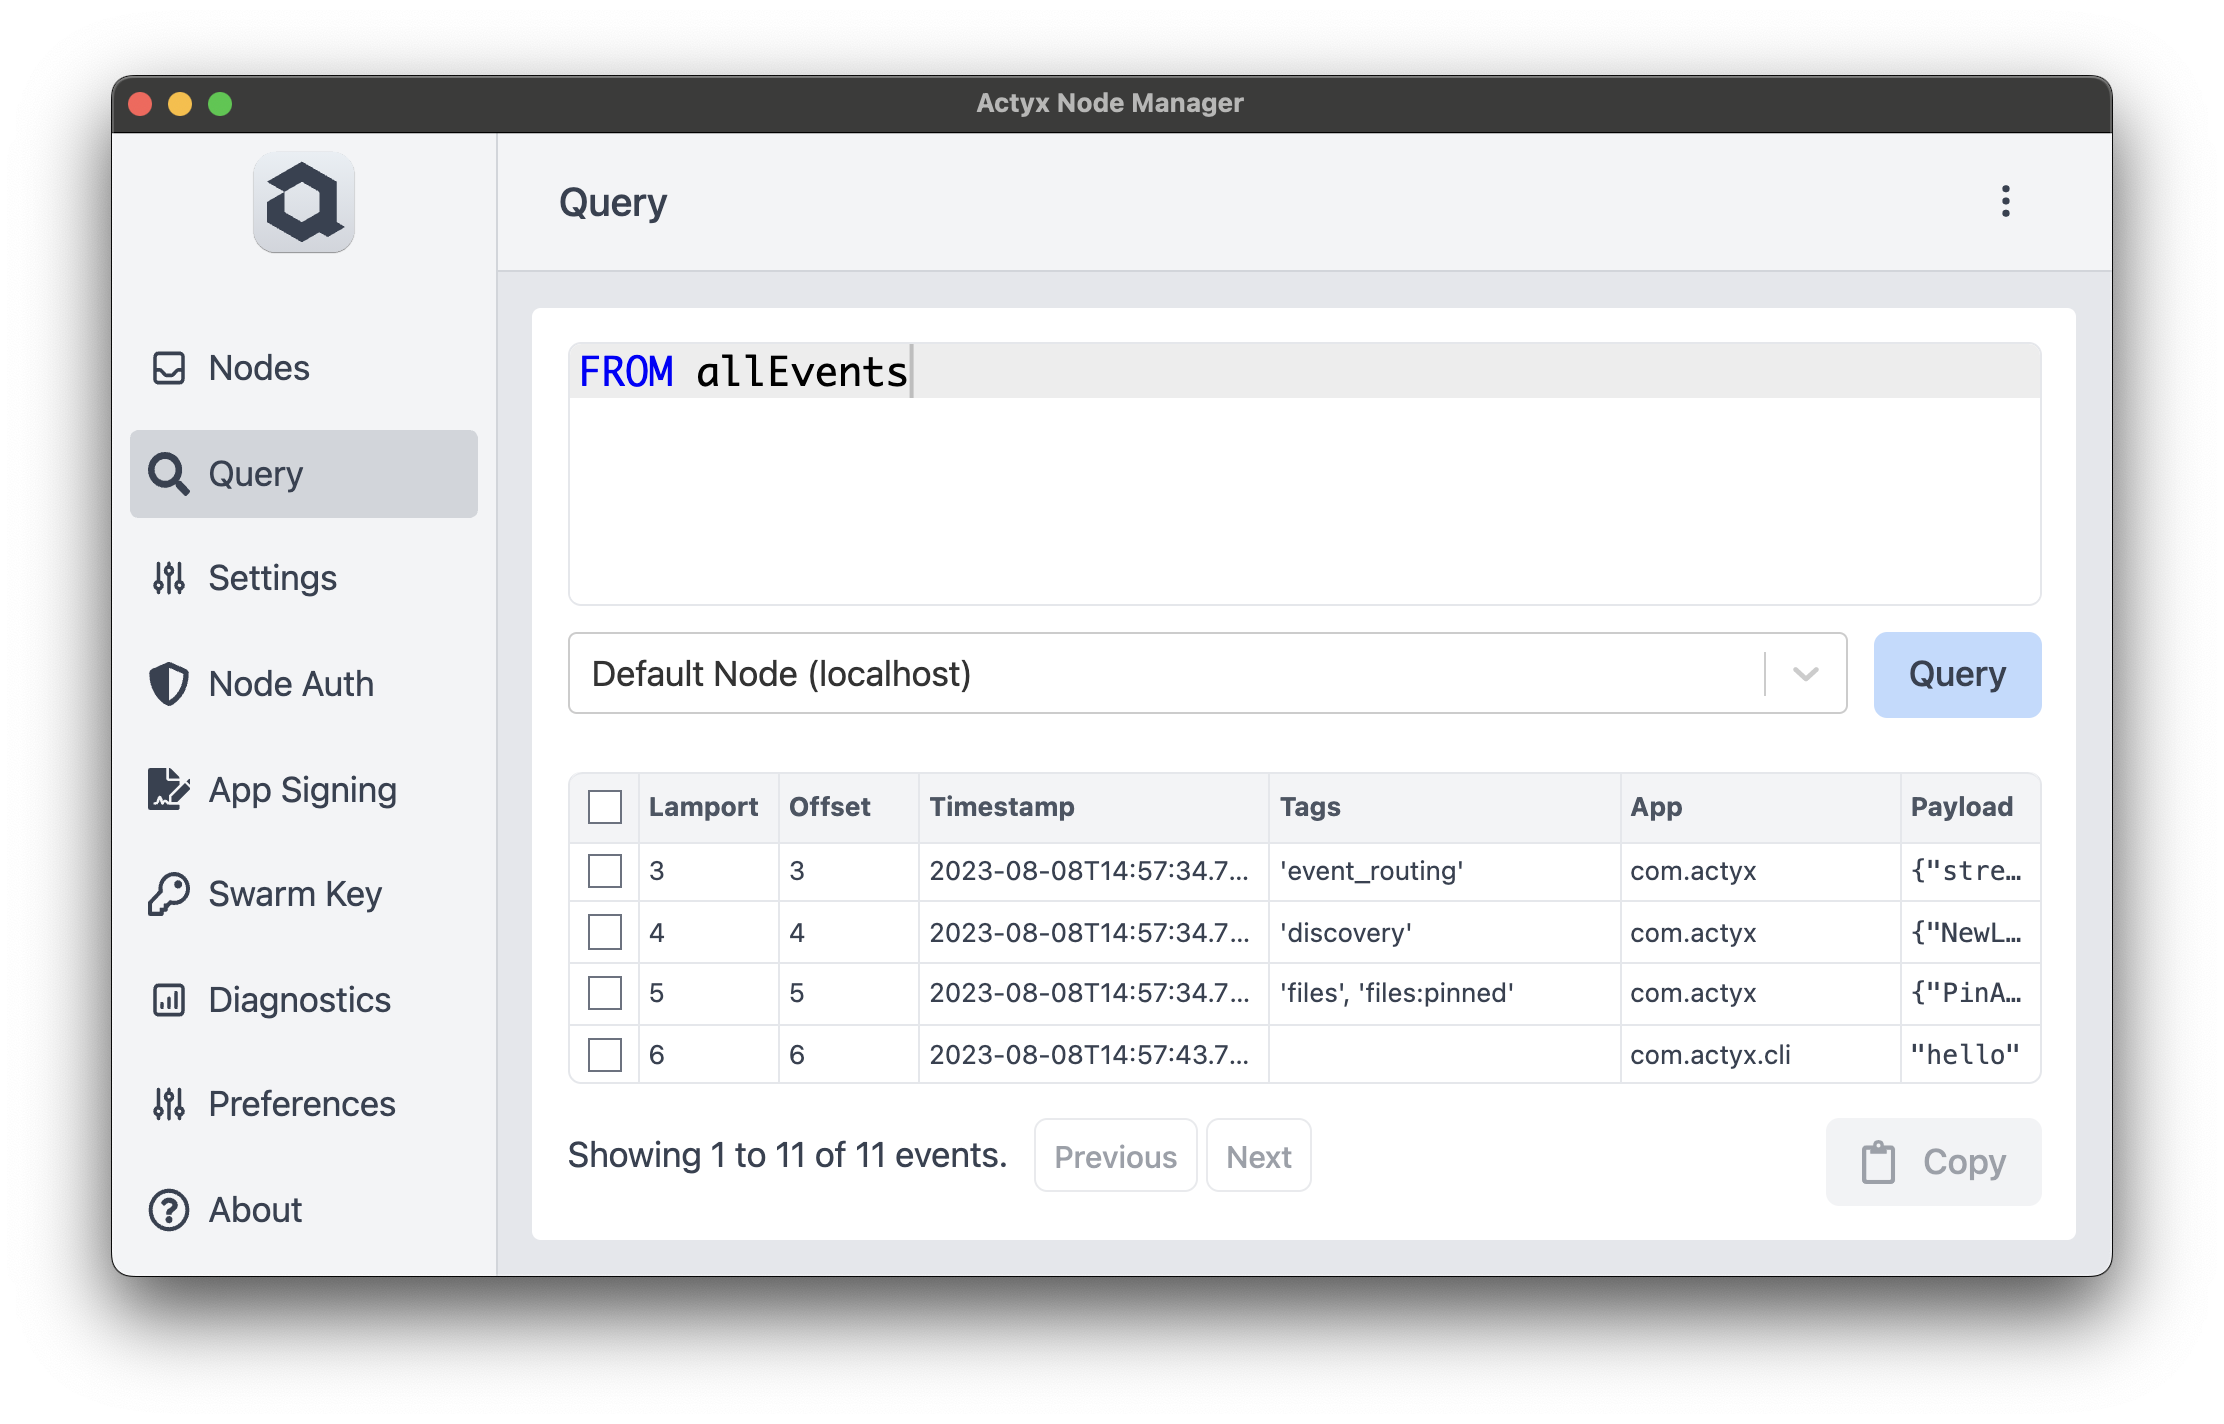 Actyx Node Manager
Nodes
Query
Settings
Node Auth
App Signing
Swarm Key
Diagnostics
Preferences
About
Query
FROM allEvents
Default Node (localhost)
Query
Lamport Offset Timestamp Tags App Payload
3 3 2023-08-08T14:57:34.7... 'event_routing' com.actyx {"stre...
4 4 2023-08-08T14:57:34.7... 'discovery' com.actyx {"NewL...
5 5 2023-08-08T14:57:34.7... 'files', 'files:pinned' com.actyx {"PinA...
6 6 2023-08-08T14:57:43.7... com.actyx.cli "hello"
Showing 1 to 11 of 11 events. Previous Next Copy